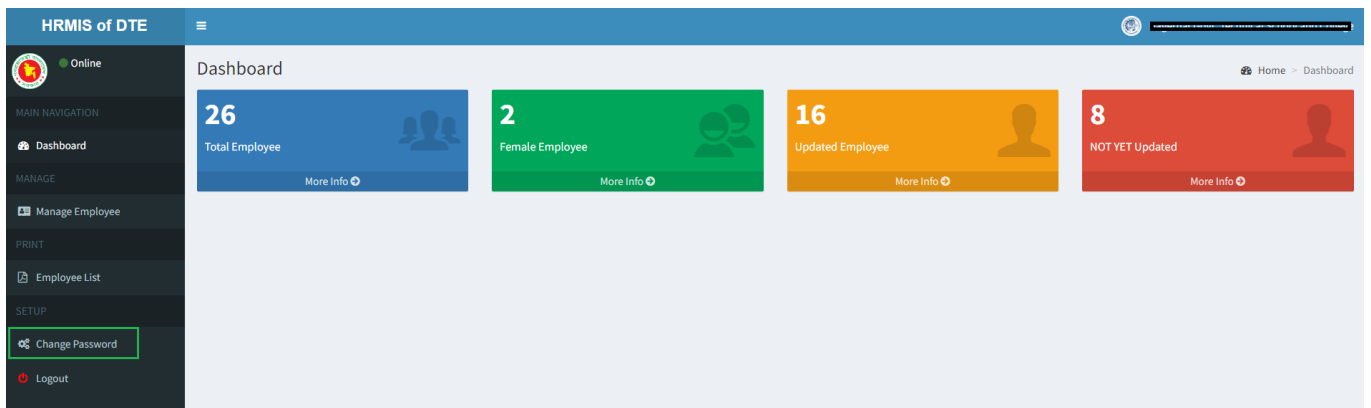 HRMIS of DTE
Online
MAIN NAVIGATION
Dashboard
MANAGE
Manage Employee
PRINT
Employee List
SETUP
Change Password
Logout
Dashboard
Home > Dashboard
26
Total Employee
More Info
2
Female Employee
More Info
16
Updated Employee
More Info
8
NOT YET Updated
More Info